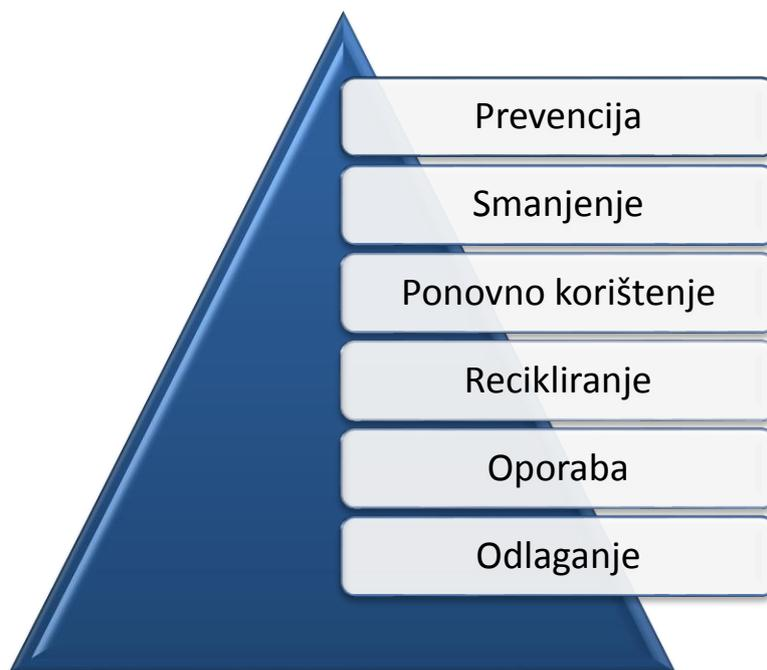 Prevencija
Smanjenje
Ponovno korištenje
Recikliranje
Oporaba
Odlaganje